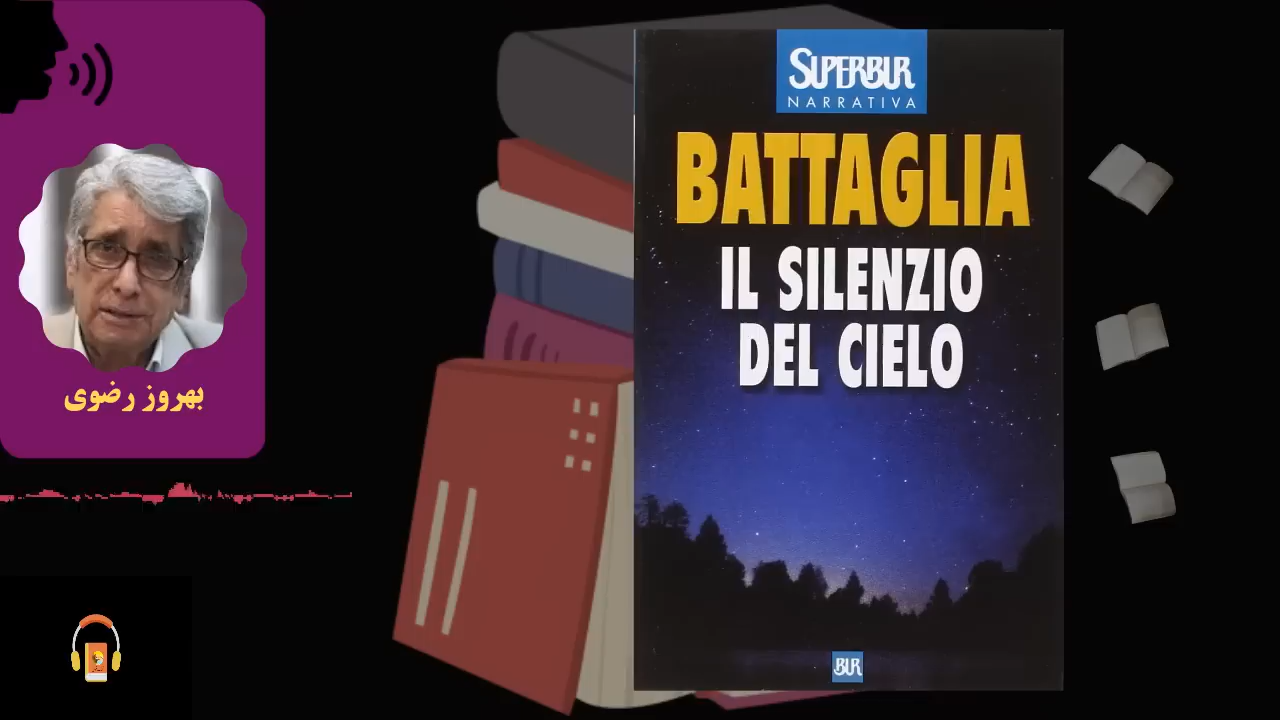 بهروز رضوی
SUPERBUR
NARRATIVA
BATTAGLIA
IL SILENZIO
DEL CIELO
BUR